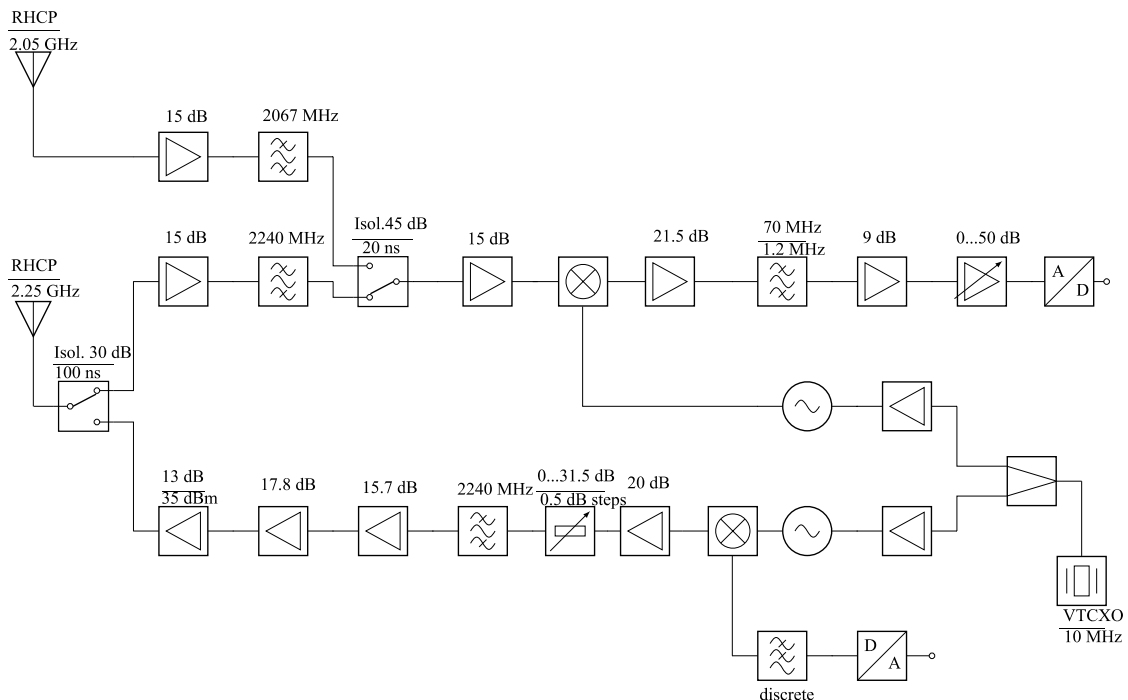 RHCP
2.05 GHz
15 dB
2067 MHz
RHCP
2.25 GHz
15 dB
2240 MHz
Isol.45 dB
20 ns
15 dB
21.5 dB
70 MHz
1.2 MHz
9 dB
0...50 dB
A
D
Isol. 30 dB
100 ns
13 dB
35 dBm
17.8 dB
15.7 dB
2240 MHz
0...31.5 dB
0.5 dB steps
20 dB
VTCXO
10 MHz
D
A
discrete